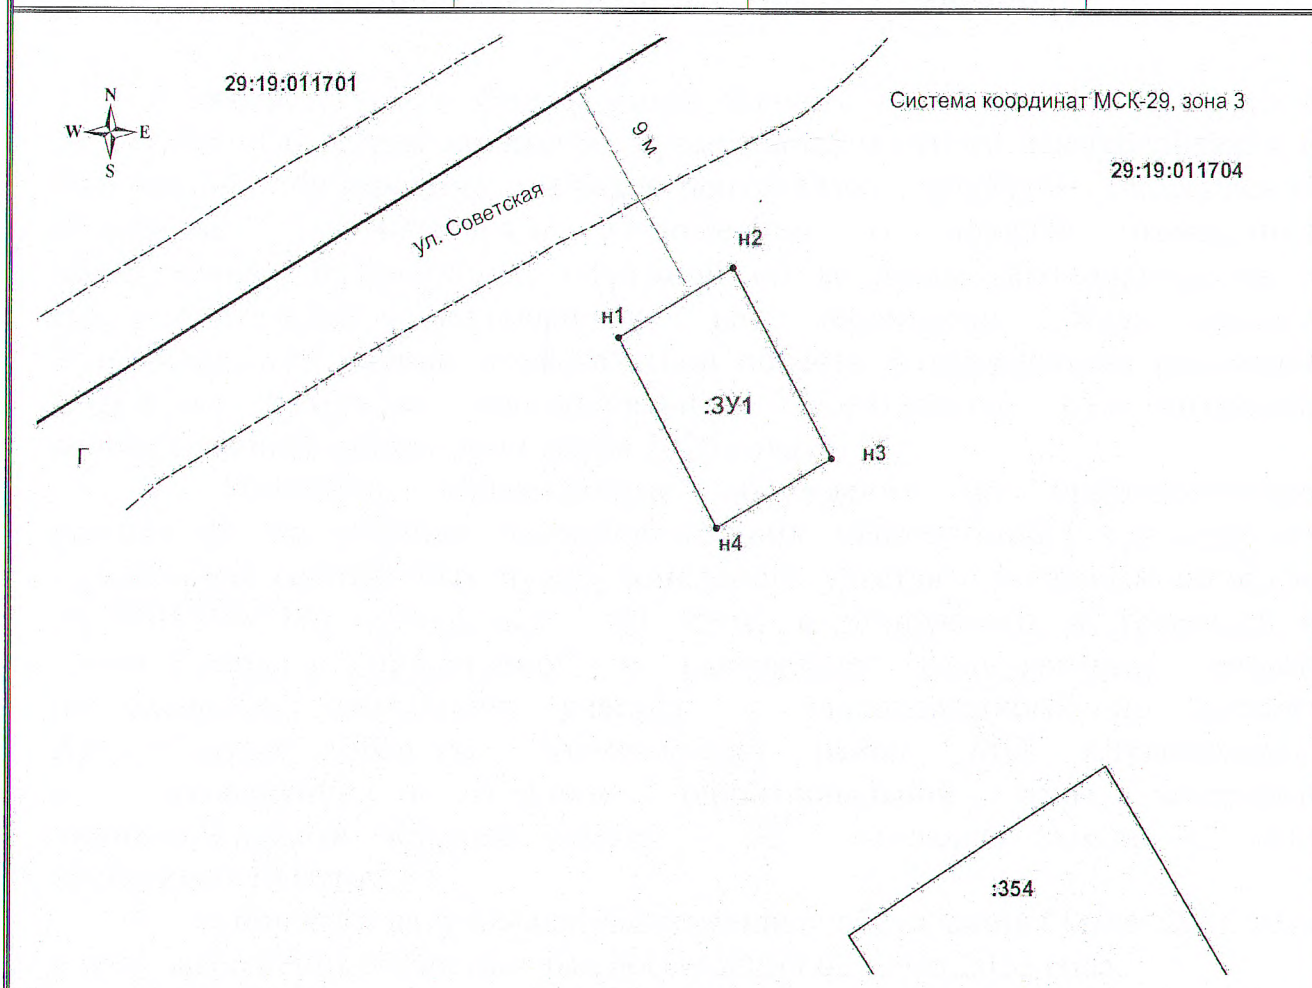 29:19:011701
Система координат МСК-29, зона 3
N
W E
S
9 м
29:19:011704
ул. Советская
н2
н1
:ЗУ1
Г
н3
н4
:354